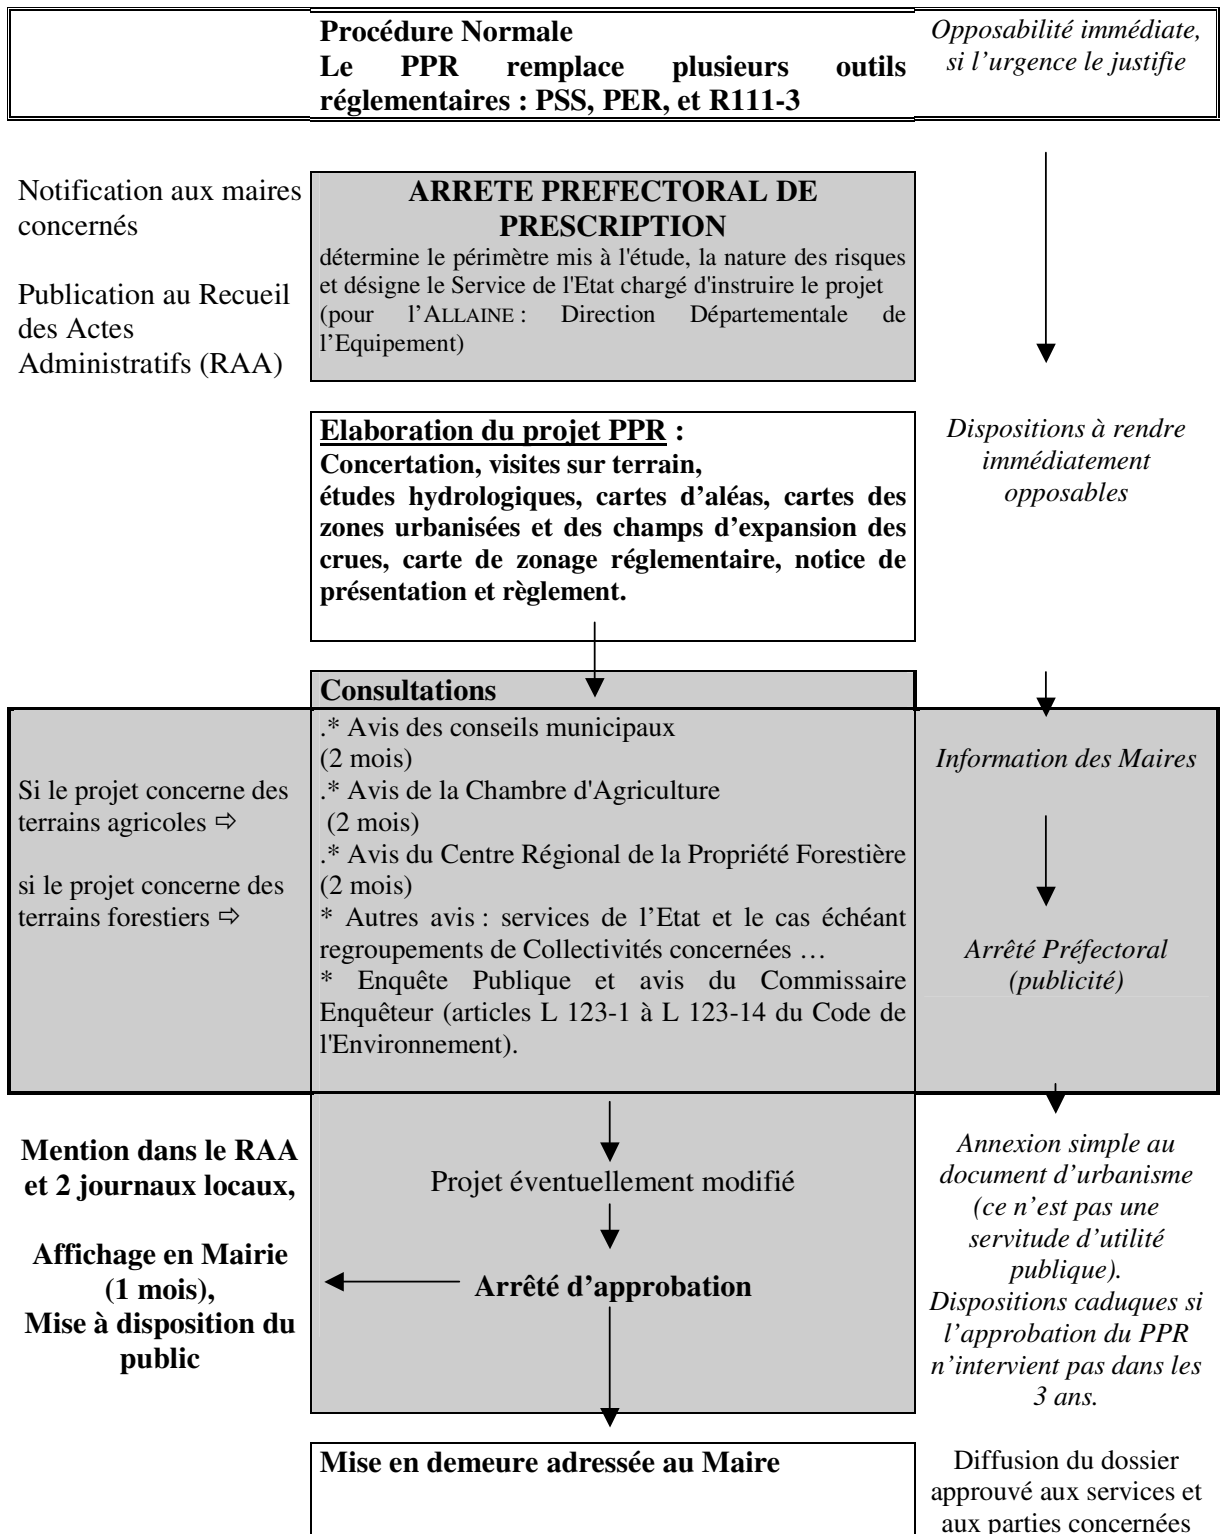 Procédure Normale
Le PPR remplace plusieurs outils
réglementaires : PSS, PER, et R111-3
Opposabilité immédiate,
si l’urgence le justifie
Notification aux maires
concernés
Publication au Recueil
des Actes
Administratifs (RAA)
ARRETE PREFECTORAL DE
PRESCRIPTION
détermine le périmètre mis à l'étude, la nature des risques
et désigne le Service de l'Etat chargé d'instruire le projet
(pour l’ALLAINE : Direction Départementale de
l’Equipement)
Elaboration du projet PPR :
Concertation, visites sur terrain,
études hydrologiques, cartes d’aléas, cartes des
zones urbanisées et des champs d’expansion des
crues, carte de zonage réglementaire, notice de
présentation et règlement.
Dispositions à rendre
immédiatement
opposables
Consultations
Si le projet concerne des
terrains agricoles ⇨
si le projet concerne des
terrains forestiers ⇨
.* Avis des conseils municipaux
(2 mois)
.* Avis de la Chambre d'Agriculture
(2 mois)
.* Avis du Centre Régional de la Propriété Forestière
(2 mois)
* Autres avis : services de l’Etat et le cas échéant
regroupements de Collectivités concernées …
* Enquête Publique et avis du Commissaire
Enquêteur (articles L 123-1 à L 123-14 du Code de
l'Environnement).
Information des Maires
Arrêté Préfectoral
(publicité)
Mention dans le RAA
et 2 journaux locaux,
Affichage en Mairie
(1 mois),
Mise à disposition du
public
Projet éventuellement modifié
Arrêté d’approbation
Annexion simple au
document d’urbanisme
(ce n’est pas une
servitude d’utilité
publique).
Dispositions caduques si
l’approbation du PPR
n’intervient pas dans les
3 ans.
Mise en demeure adressée au Maire
Diffusion du dossier
approuvé aux services et
aux parties concernées